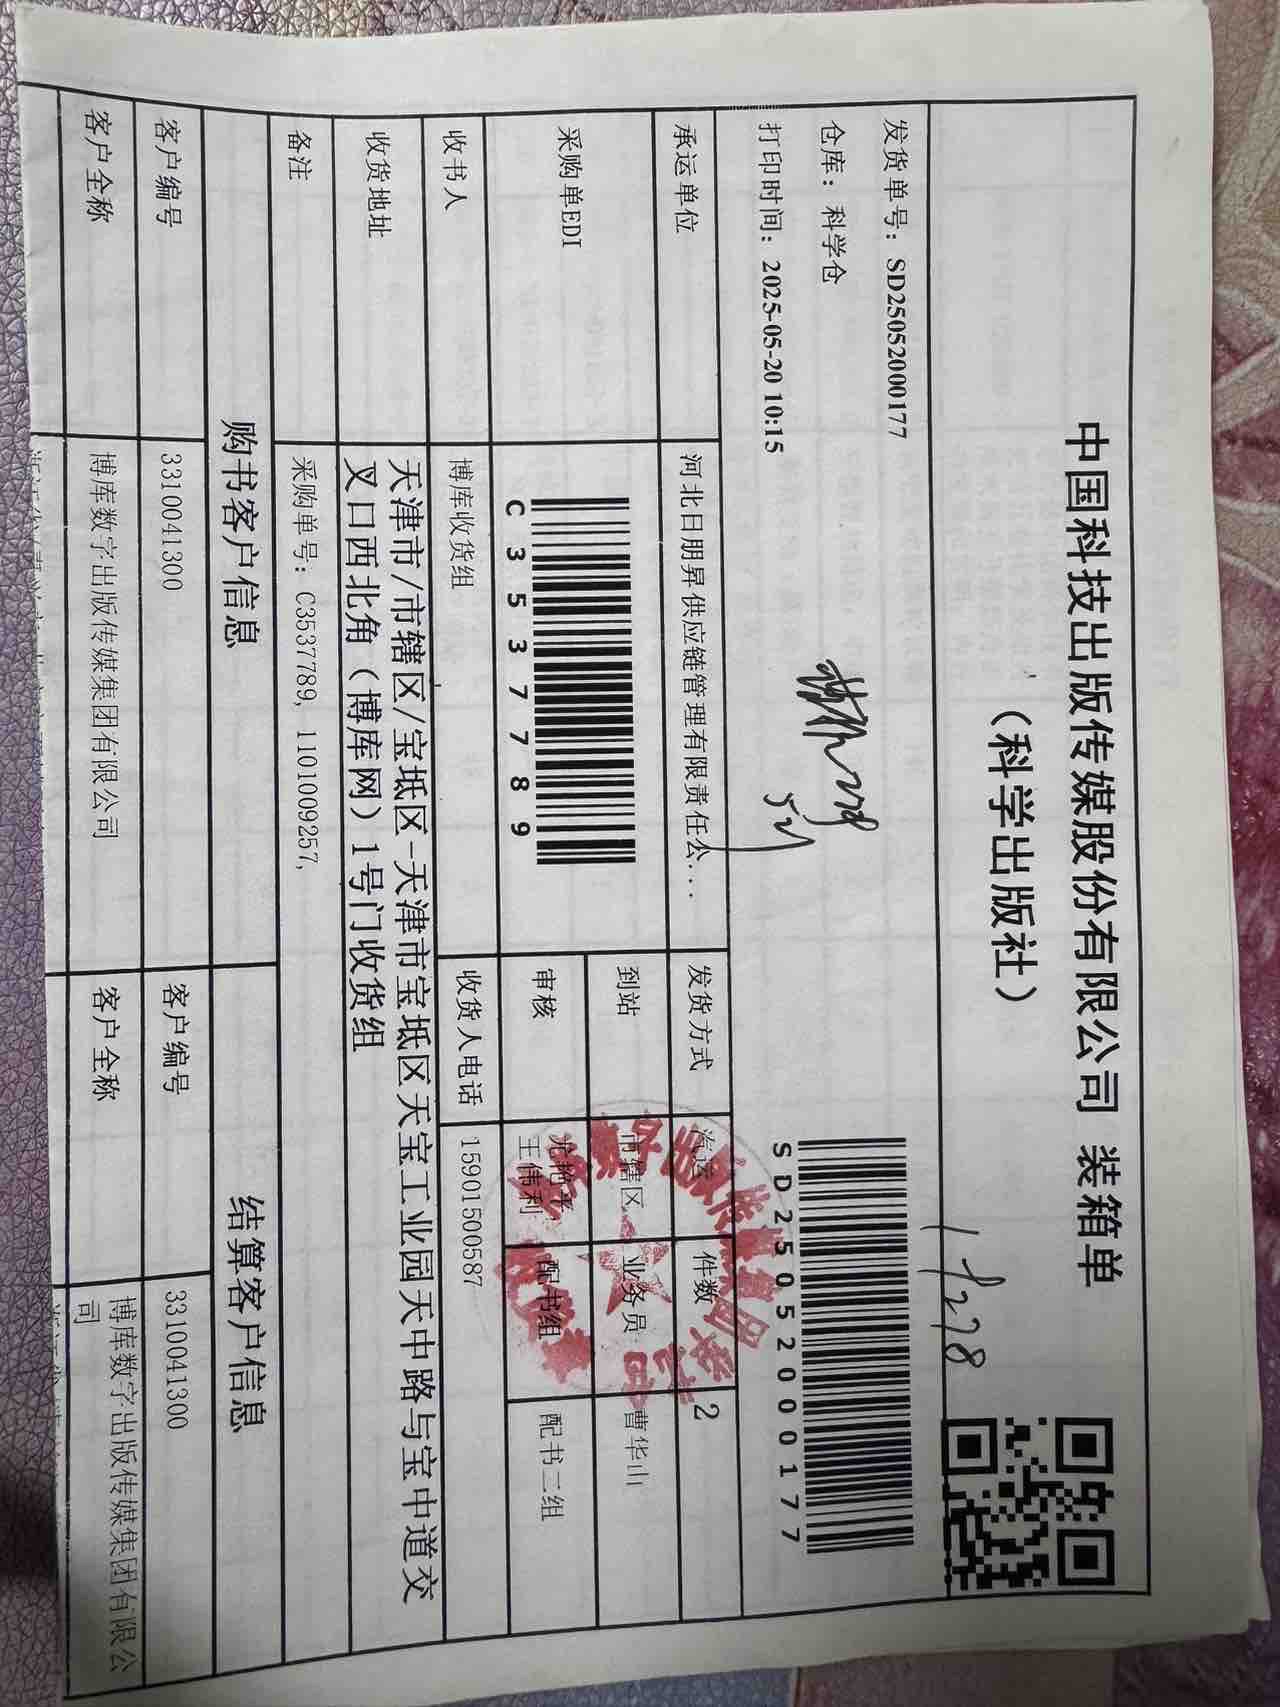 中国科技出版传媒股份有限公司 装箱单
（科学出版社）
发货单号：SD2505200­0177
SD25052000177
仓库：科学仓
打印时间：2025-05-20 10:15
承运单位 河北日朋昇供应链管理有限责任公... 发货方式 汽运 件数 2
采购单EDI C3537789 到站 市辖区 业务员 曹华山
审核 尤艳平 王伟利 配书组 配书二组
收书人 博库收货组 收货人电话 15901500587
收货地址 天津市/市辖区/宝坻区-天津市宝坻区天宝工业园天中路与宝中道交
叉口西北角（博库网）1号门收货组
备注 采购单号：C3537789, 1101009257,
购书客户信息 结算客户信息
客户编号 3310041300 客户编号 3310041300
客户全称 博库数字出版传媒集团有限公司 客户全称 博库数字出版传媒集团有限公
司